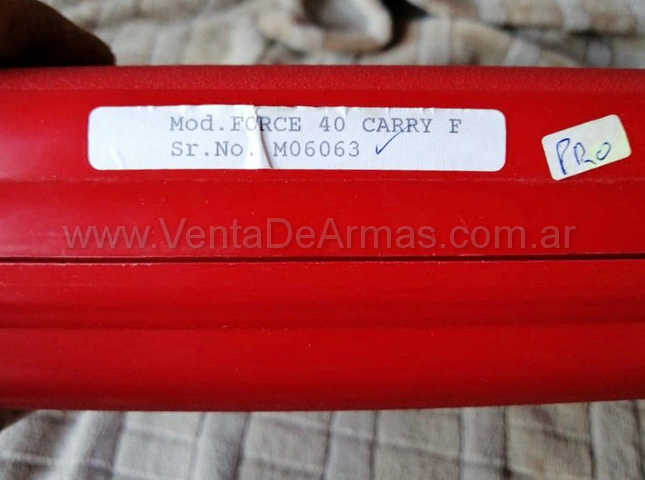 Mod.FORCE 40 CARRY F
Sr.No. M06063 ✓
PRO
www.VentaDeArmas.com.ar